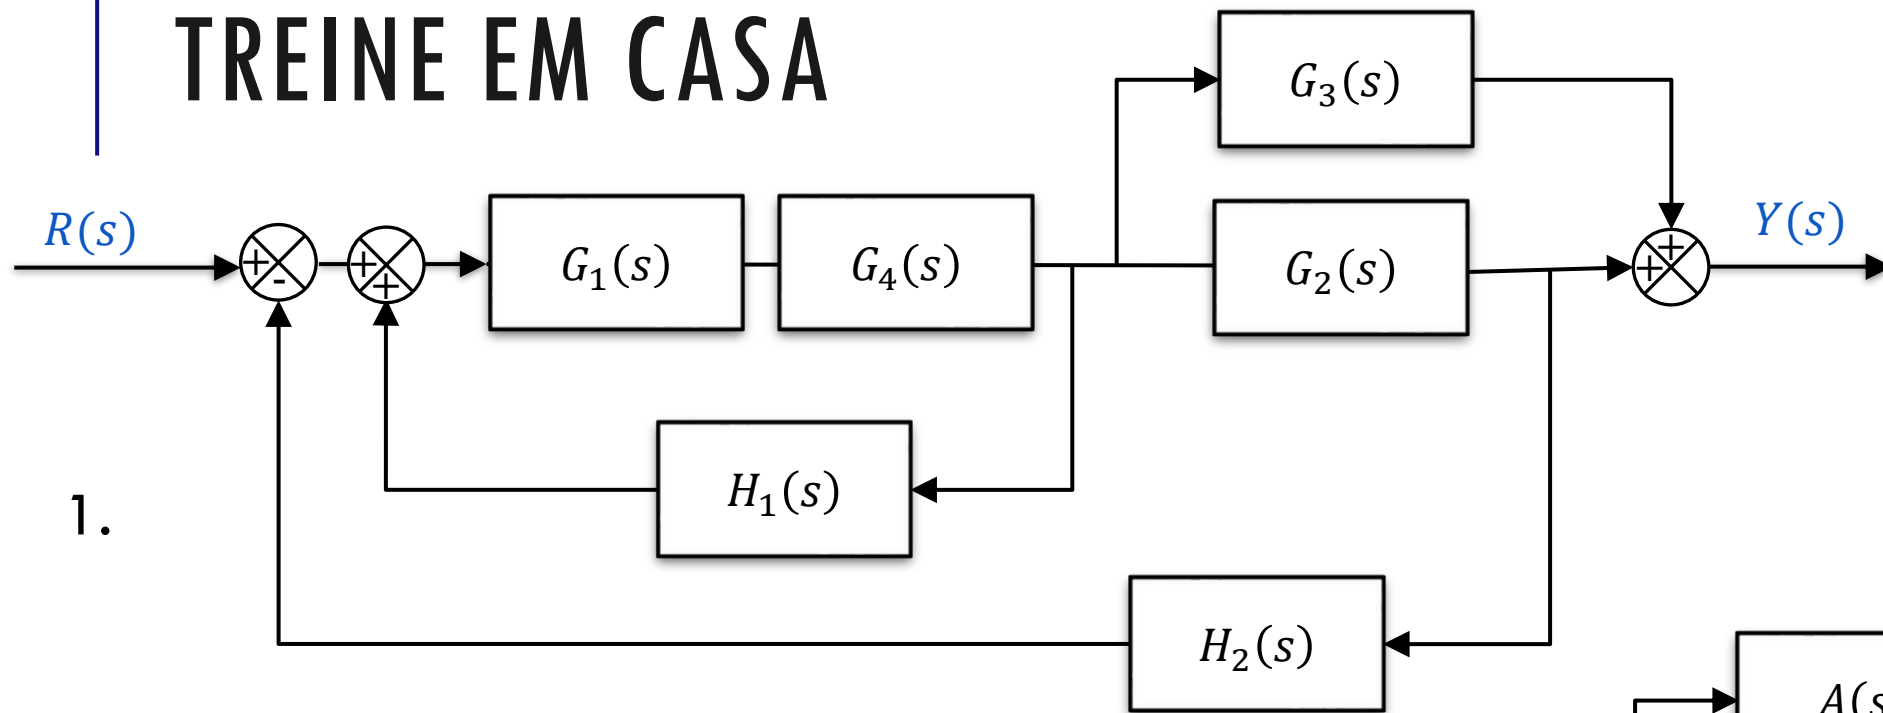 TREINE EM CASA
G₃(s)
R(s)
Y(s)
+
-
+
+
G₁(s)
G₄(s)
G₂(s)
+
+
H₁(s)
1.
H₂(s)
A(s